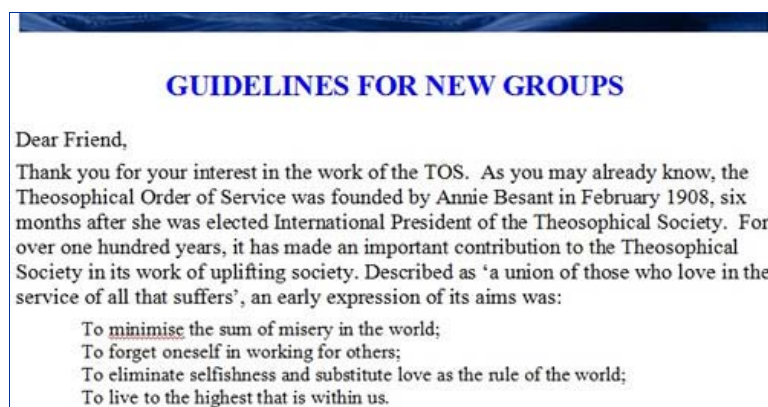 GUIDELINES FOR NEW GROUPS
Dear Friend,
Thank you for your interest in the work of the TOS. As you may already know, the
Theosophical Order of Service was founded by Annie Besant in February 1908, six
months after she was elected International President of the Theosophical Society. For
over one hundred years, it has made an important contribution to the Theosophical
Society in its work of uplifting society. Described as ‘a union of those who love in the
service of all that suffers’, an early expression of its aims was:
To minimise the sum of misery in the world;
To forget oneself in working for others;
To eliminate selfishness and substitute love as the rule of the world;
To live to the highest that is within us.